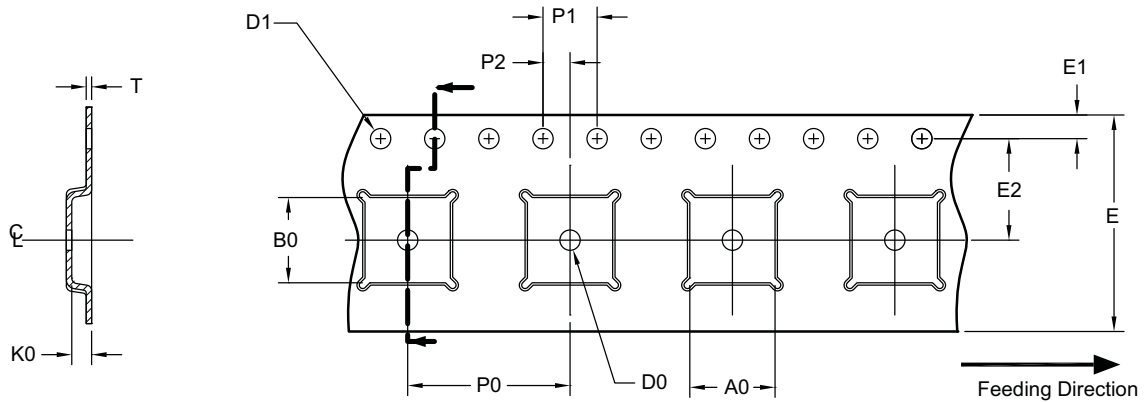 D1
P1
P2
T
E1
E2
E
B0
℄
K0
P0
D0
A0
Feeding Direction